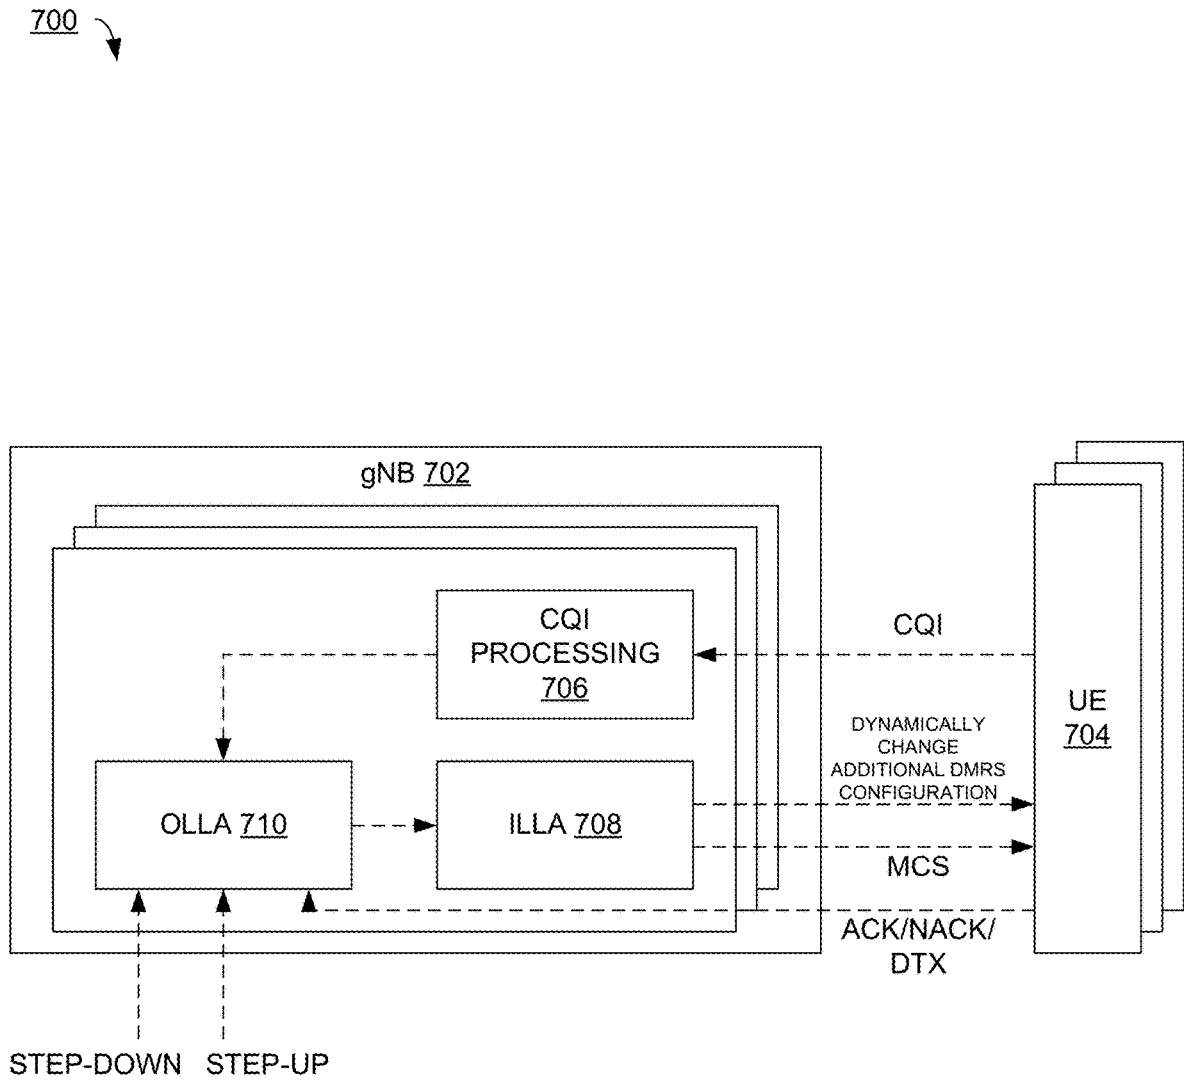 700
gNB 702
CQI
PROCESSING
706
CQI
UE
704
DYNAMICALLY
CHANGE
ADDITIONAL DMRS
CONFIGURATION
OLLA 710
ILLA 708
MCS
ACK/NACK/
DTX
STEP-DOWN
STEP-UP